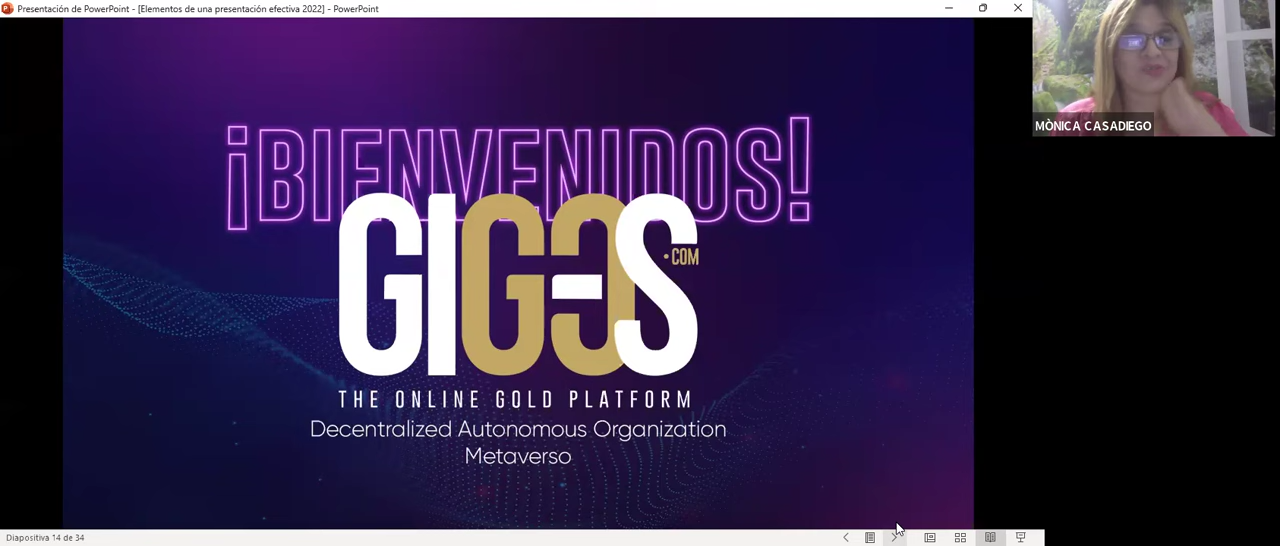 Presentación de PowerPoint - [Elementos de una presentación efectiva 2022] - PowerPoint
MÒNICA CASADIEGO
¡BIENVENIDOS!
GIGES
.COM
THE ONLINE GOLD PLATFORM
Decentralized Autonomous Organization
Metaverso
Diapositiva 14 de 34